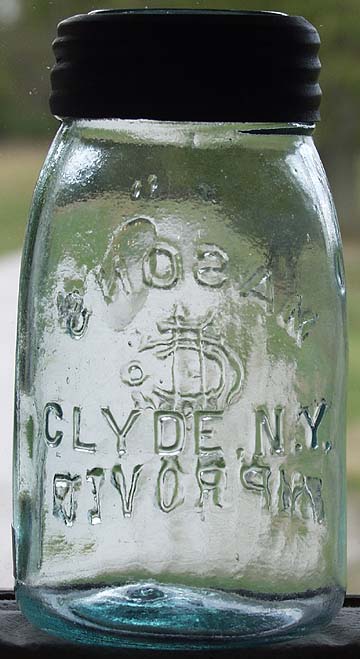 MASON'S
CLYDE, N.Y.
IMPROVED